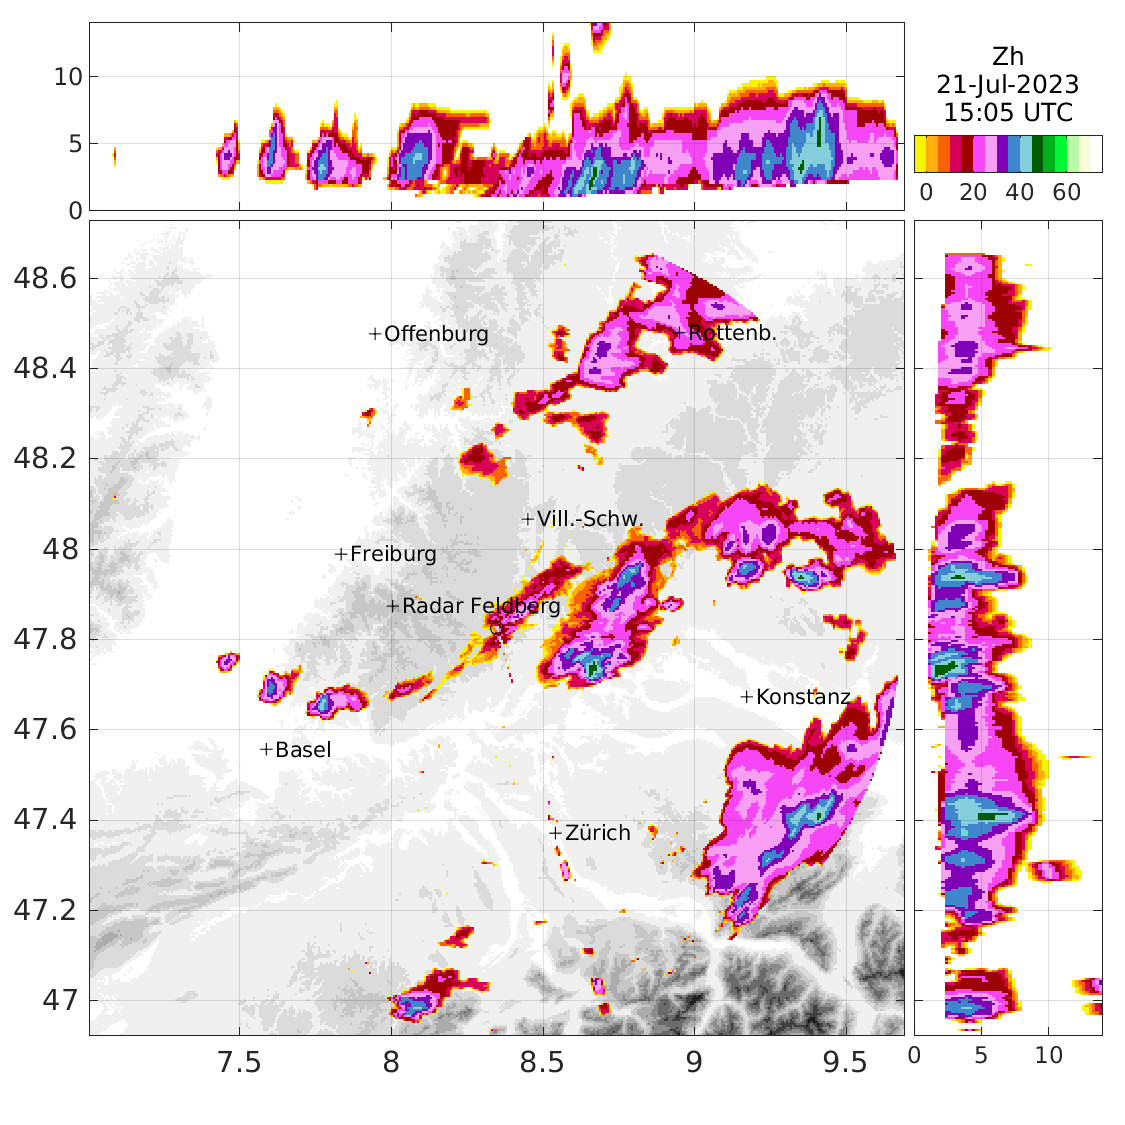 Zh
21-Jul-2023
15:05 UTC
0 20 40 60
10
5
0
48.6
48.4
48.2
48
47.8
47.6
47.4
47.2
47
+Offenburg
+Rottenb.
+Vill.-Schw.
+Freiburg
+Radar Feldberg
+Konstanz
+Basel
+Zürich
7.5 8 8.5 9 9.5
0 5 10